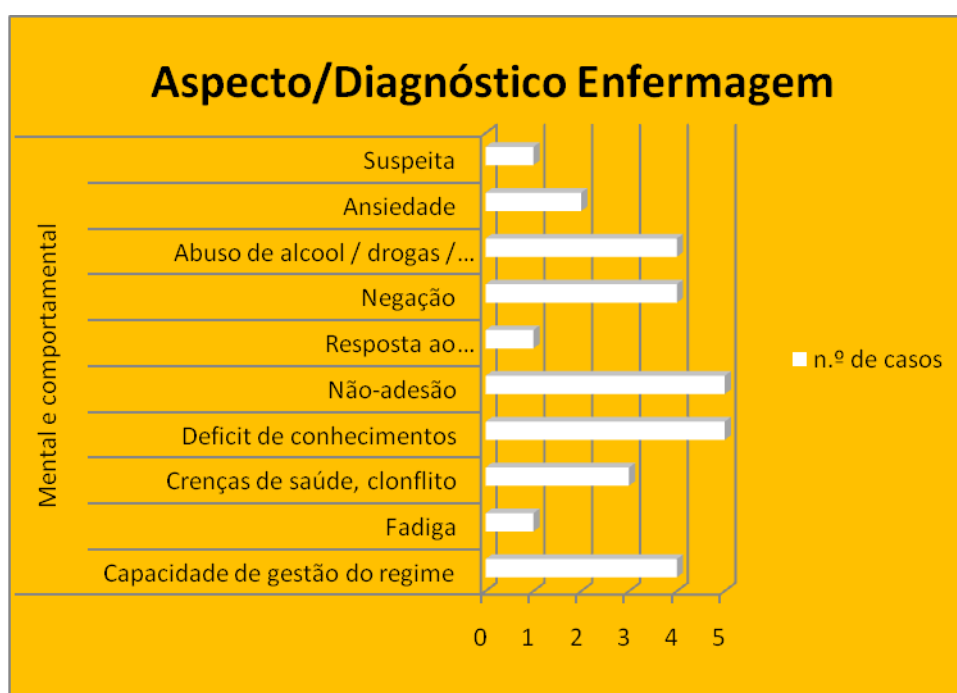 Aspecto/Diagnóstico Enfermagem
Mental e comportamental
Suspeita
Ansiedade
Abuso de alcool / drogas /...
Negação
Resposta ao...
Não-adesão
Deficit de conhecimentos
Crenças de saúde, clonflito
Fadiga
Capacidade de gestão do regime
0 1 2 3 4 5
n.º de casos